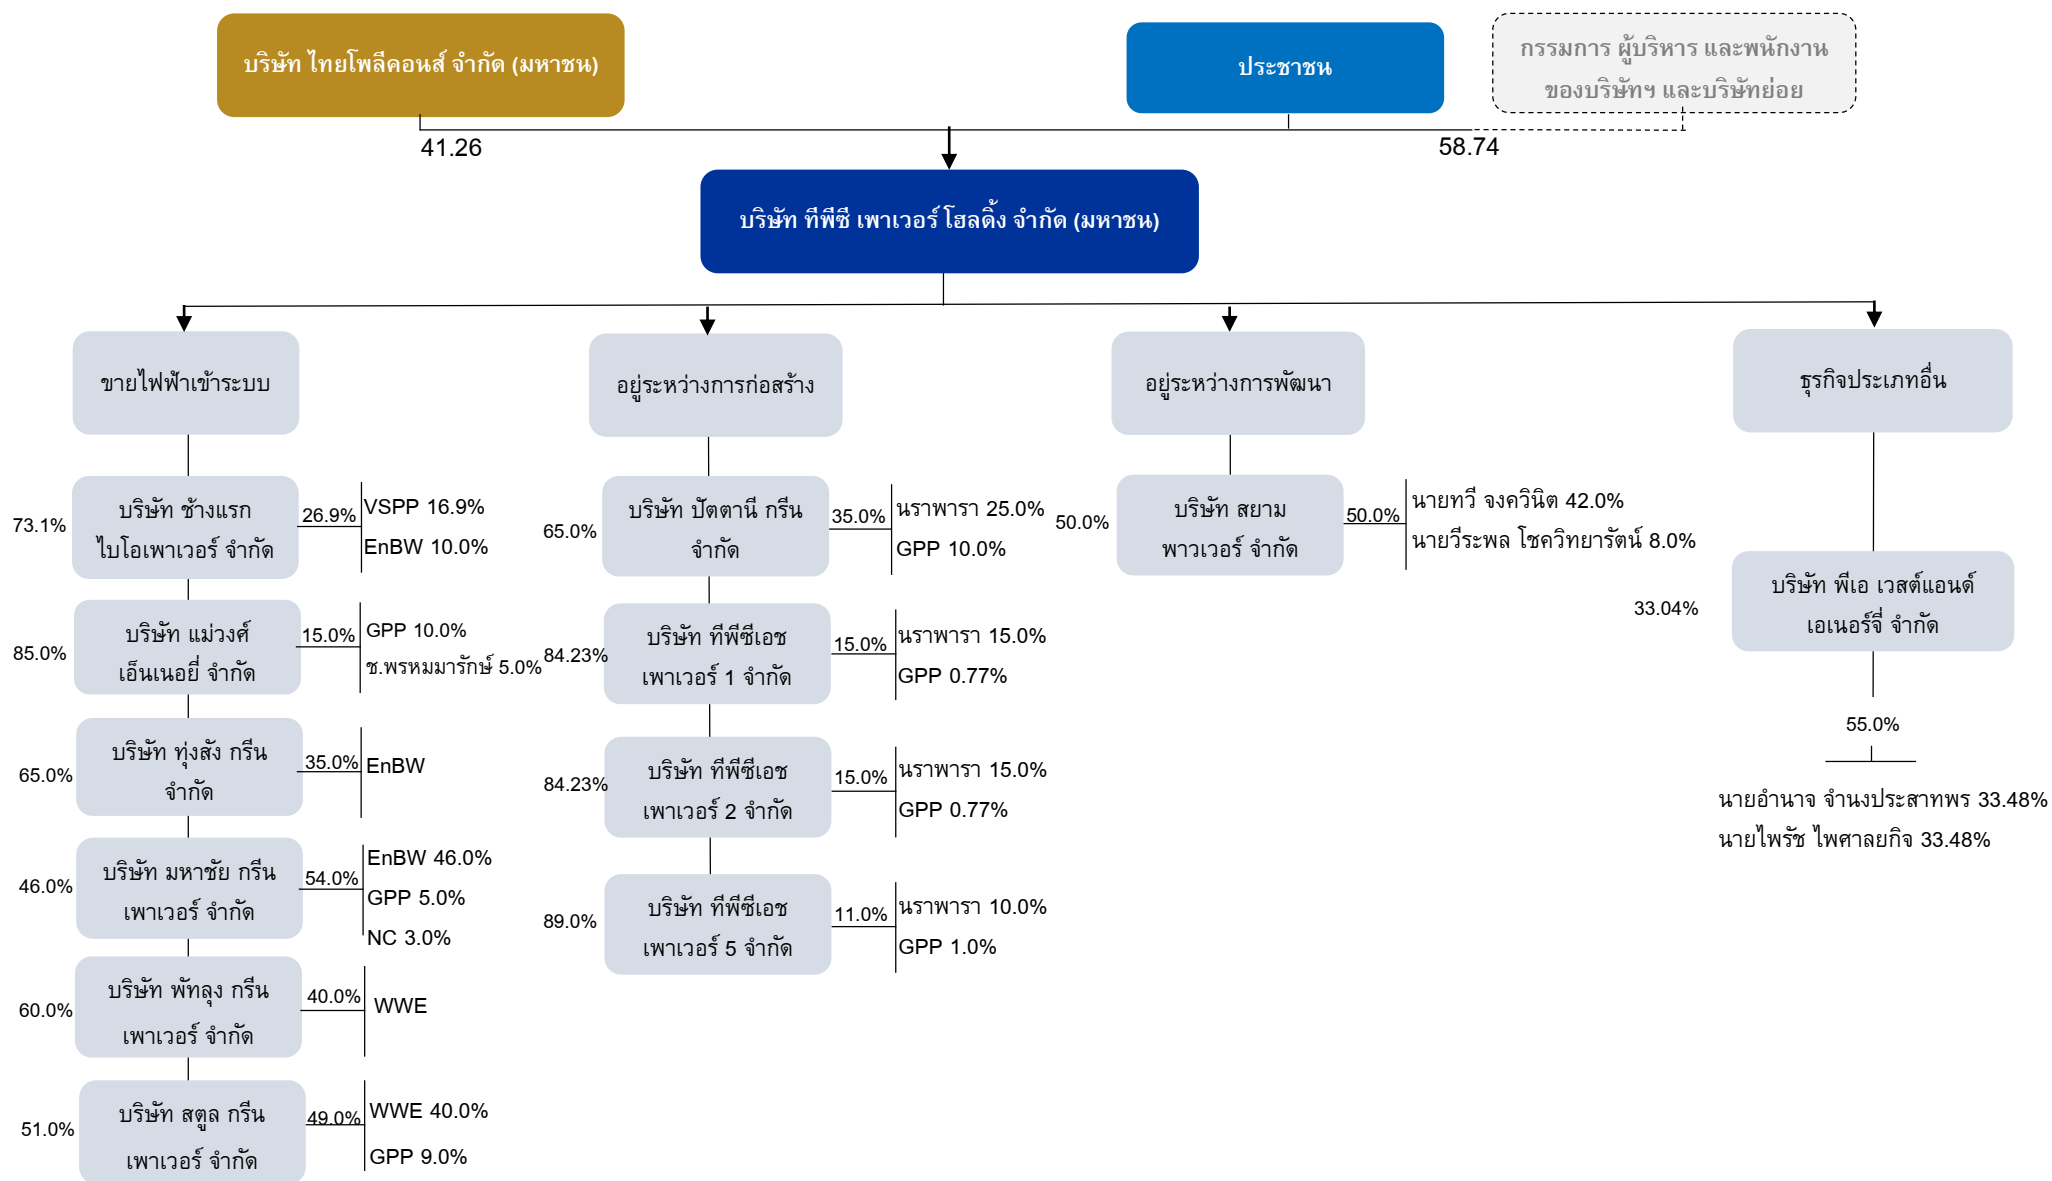 บริษัท ไทยโพลีคอนส์ จำกัด (มหาชน)
ประชาชน
กรรมการ ผู้บริหาร และพนักงาน
ของบริษัทฯ และบริษัทย่อย
41.26
58.74
บริษัท ทีพีซี เพาเวอร์ โฮลดิ้ง จำกัด (มหาชน)
ขายไฟฟ้าเข้าระบบ
73.1%
บริษัท ช้างแรก
ไบโอเพาเวอร์ จำกัด
26.9%
VSPP 16.9%
EnBW 10.0%
85.0%
บริษัท แม่วงศ์
เอ็นเนอยี่ จำกัด
15.0%
GPP 10.0%
ช.พรหมมารักษ์ 5.0%
65.0%
บริษัท ทุ่งสัง กรีน
จำกัด
35.0%
EnBW
46.0%
บริษัท มหาชัย กรีน
เพาเวอร์ จำกัด
54.0%
EnBW 46.0%
GPP 5.0%
NC 3.0%
60.0%
บริษัท พัทลุง กรีน
เพาเวอร์ จำกัด
40.0%
WWE
51.0%
บริษัท สตูล กรีน
เพาเวอร์ จำกัด
49.0%
WWE 40.0%
GPP 9.0%
อยู่ระหว่างการก่อสร้าง
65.0%
บริษัท ปัตตานี กรีน
จำกัด
35.0%
นราพารา 25.0%
GPP 10.0%
84.23%
บริษัท ทีพีซีเอช
เพาเวอร์ 1 จำกัด
15.0%
นราพารา 15.0%
GPP 0.77%
84.23%
บริษัท ทีพีซีเอช
เพาเวอร์ 2 จำกัด
15.0%
นราพารา 15.0%
GPP 0.77%
89.0%
บริษัท ทีพีซีเอช
เพาเวอร์ 5 จำกัด
11.0%
นราพารา 10.0%
GPP 1.0%
อยู่ระหว่างการพัฒนา
50.0%
บริษัท สยาม
พาวเวอร์ จำกัด
50.0%
นายทวี จงควินิต 42.0%
นายวีระพล โชควิทยารัตน์ 8.0%
ธุรกิจประเภทอื่น
33.04%
บริษัท พีเอ เวสต์แอนด์
เอเนอร์จี่ จำกัด
55.0%
นายอำนาจ จำนงประสาทพร 33.48%
นายไพรัช ไพศาลยกิจ 33.48%